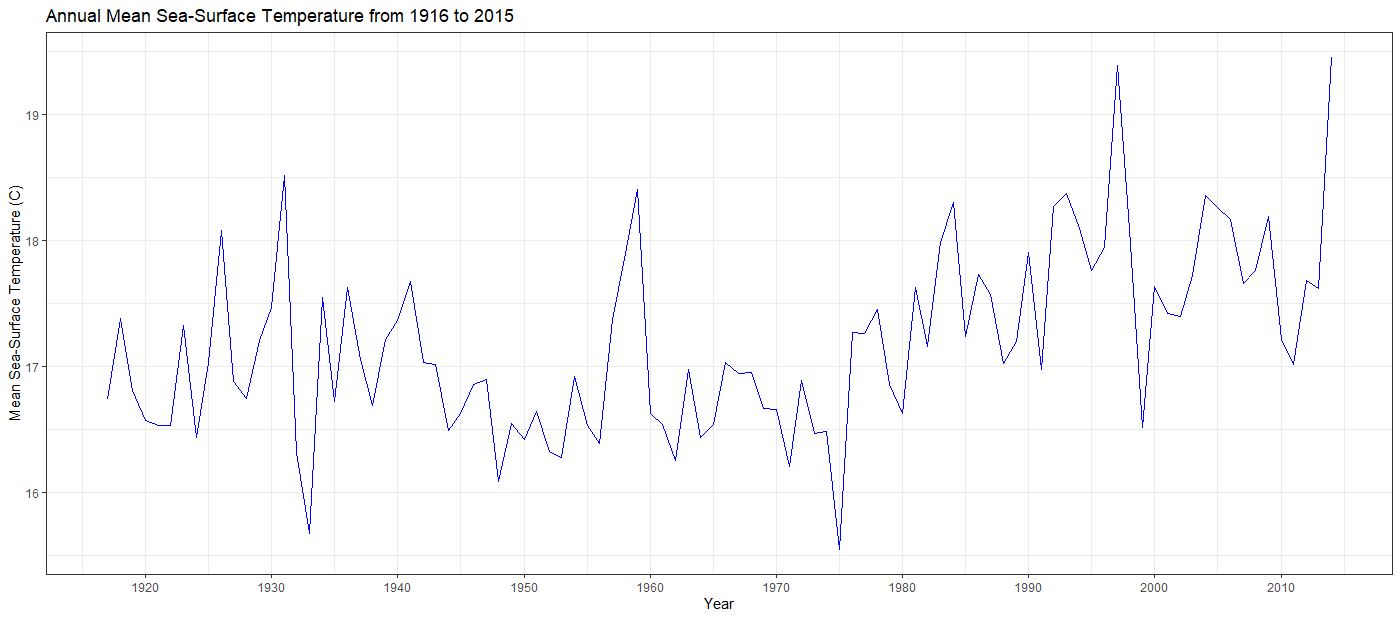 Annual Mean Sea-Surface Temperature from 1916 to 2015
Mean Sea-Surface Temperature (C)
19
18
17
16
1920 1930 1940 1950 1960 1970 1980 1990 2000 2010
Year